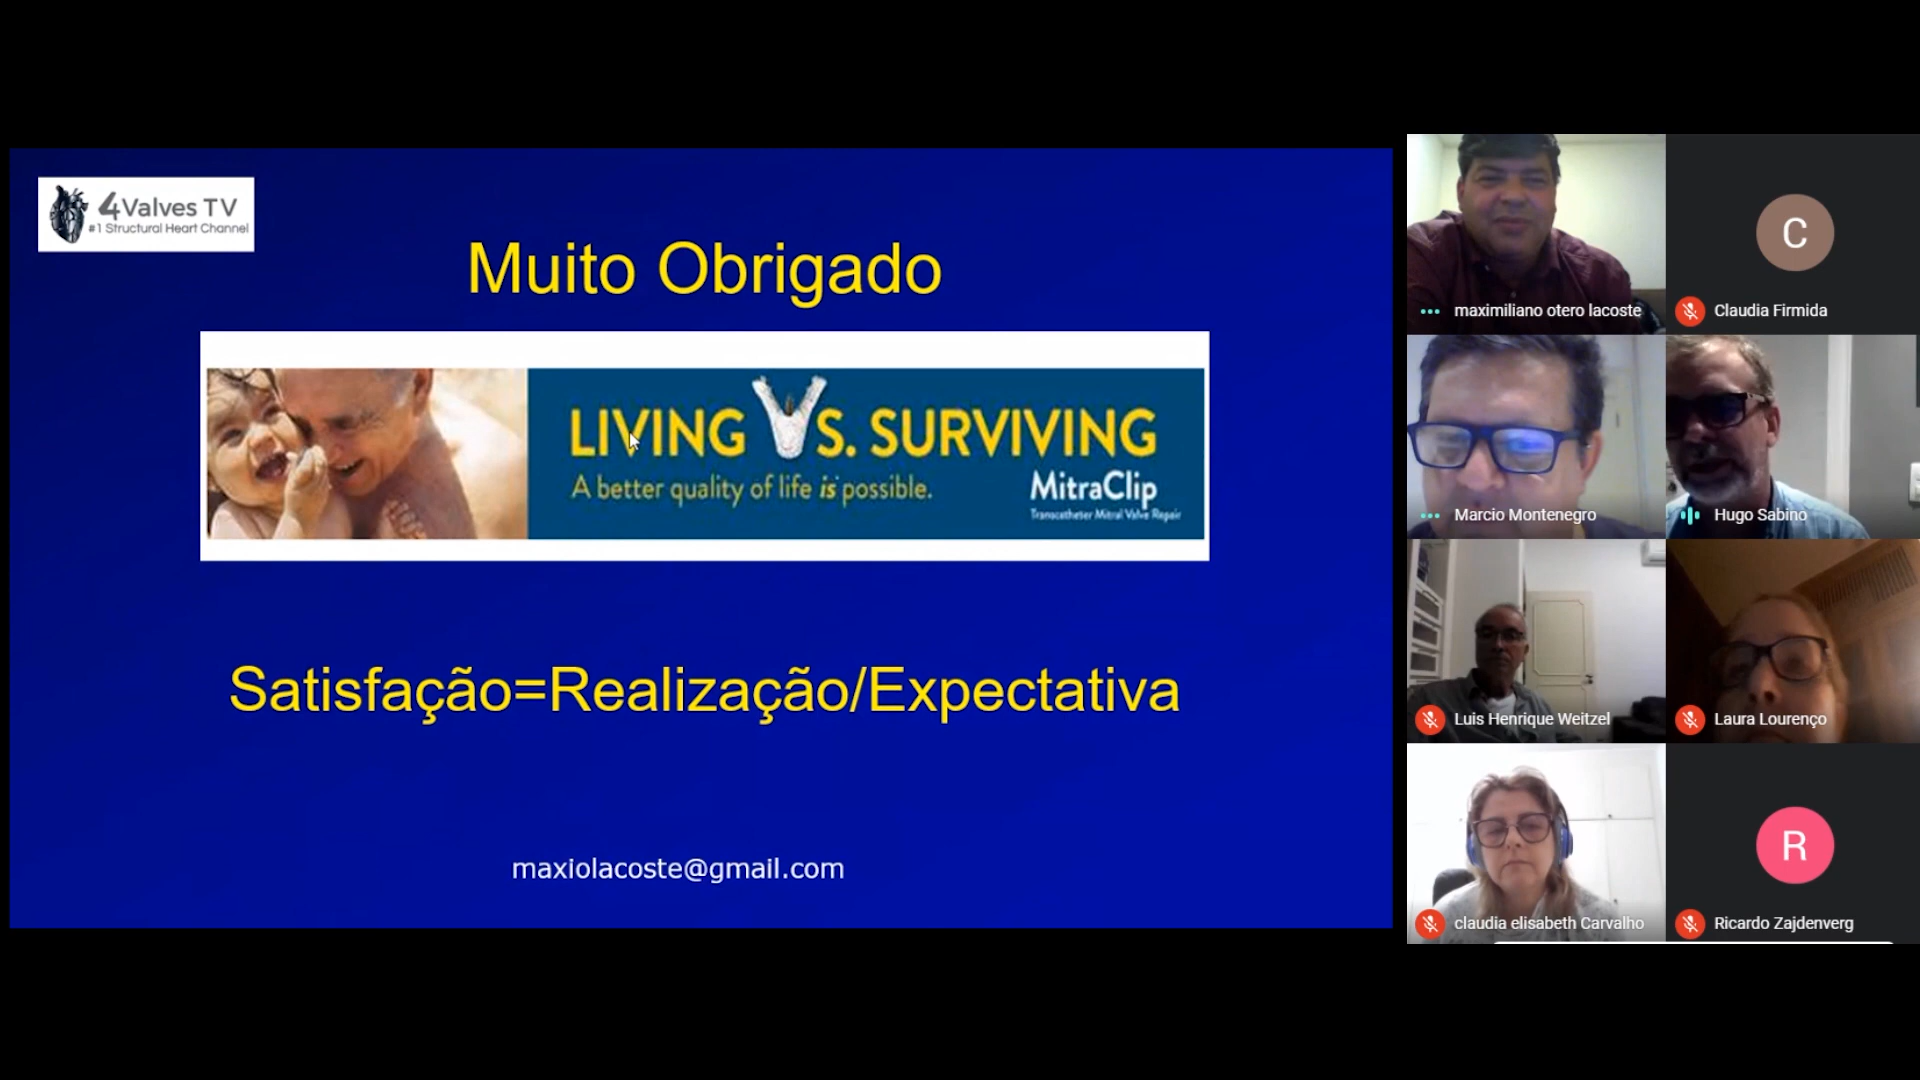 4Valves TV
#1 Structural Heart Channel
Muito Obrigado
LIVING VS. SURVIVING
A better quality of life is possible.
MitraClip
Transcatheter Mitral Valve Repair
Satisfação=Realização/Expectativa
maxiolacoste@gmail.com
maximiliano otero lacoste
C
Claudia Firmida
Marcio Montenegro
Hugo Sabino
Luis Henrique Weitzel
Laura Lourenço
claudia elisabeth Carvalho
R
Ricardo Zajdenverg